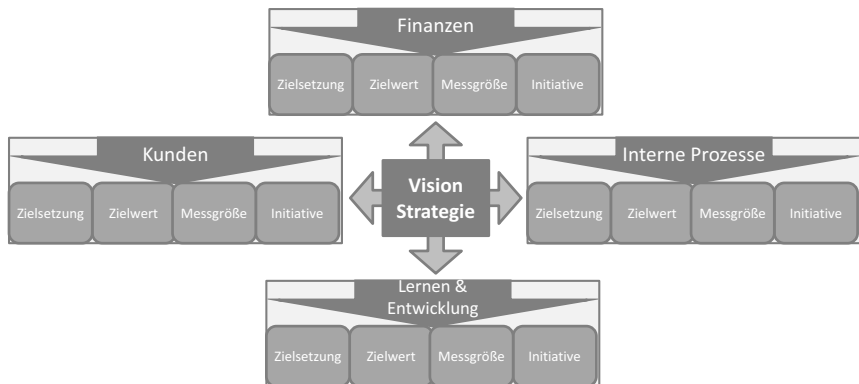 Finanzen
Zielsetzung Zielwert Messgröße Initiative
Kunden
Zielsetzung Zielwert Messgröße Initiative
Vision
Strategie
Interne Prozesse
Zielsetzung Zielwert Messgröße Initiative
Lernen &
Entwicklung
Zielsetzung Zielwert Messgröße Initiative